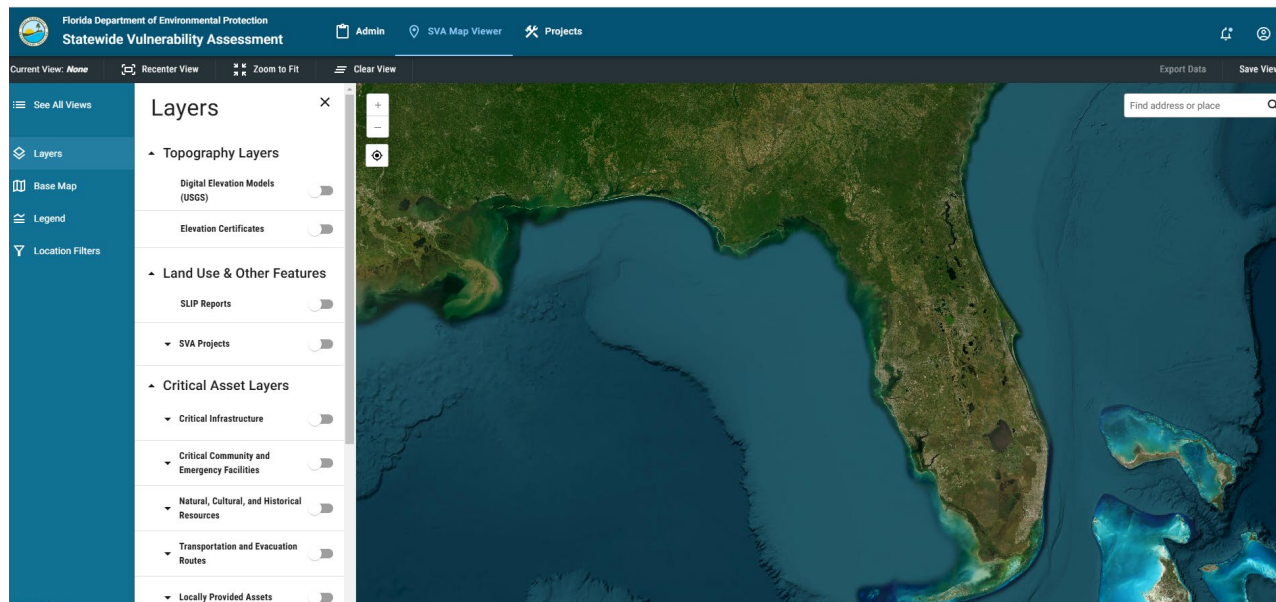 Florida Department of Environmental Protection
Statewide Vulnerability Assessment
Admin
SVA Map Viewer
Projects
Current View: None
Recenter View
Zoom to Fit
Clear View
Export Data
Save View
See All Views
Layers
Base Map
Legend
Location Filters
Layers
Topography Layers
Digital Elevation Models
(USGS)
Elevation Certificates
Land Use & Other Features
SLIP Reports
SVA Projects
Critical Asset Layers
Critical Infrastructure
Critical Community and
Emergency Facilities
Natural, Cultural, and Historical
Resources
Transportation and Evacuation
Routes
Locally Provided Assets
Find address or place